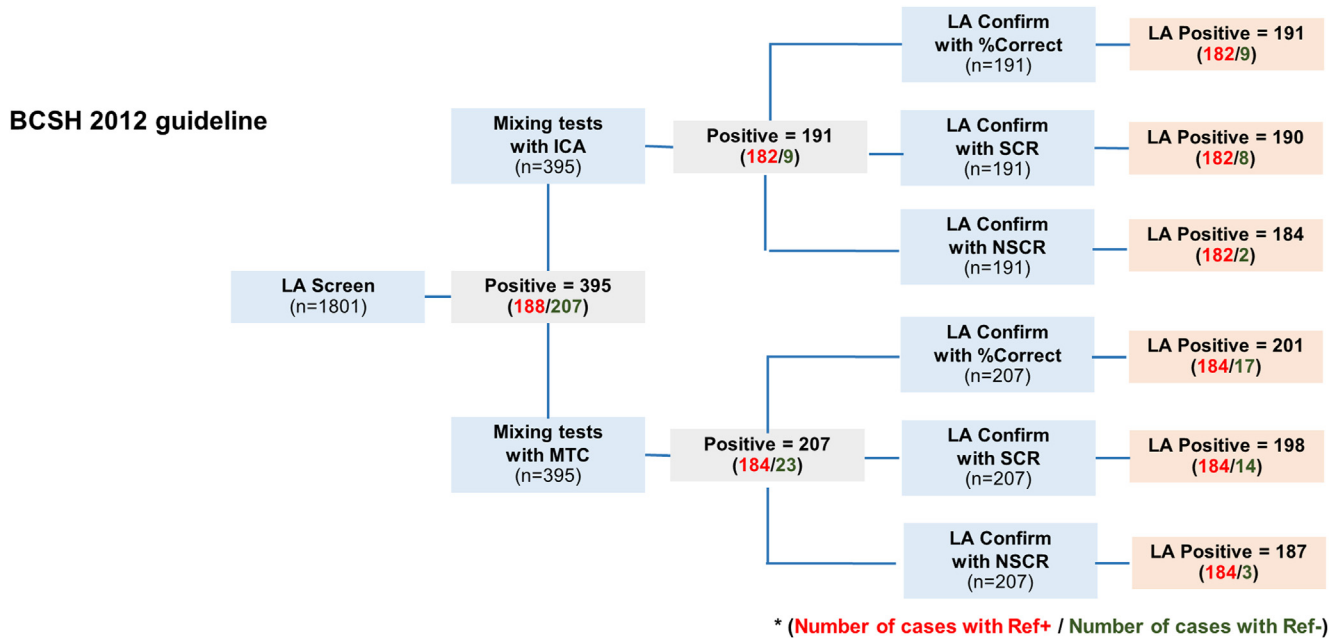 BCSH 2012 guideline
LA Screen
(n=1801)
Positive = 395
(188/207)
Mixing tests
with ICA
(n=395)
Positive = 191
(182/9)
LA Confirm
with %Correct
(n=191)
LA Positive = 191
(182/9)
LA Confirm
with SCR
(n=191)
LA Positive = 190
(182/8)
LA Confirm
with NSCR
(n=191)
LA Positive = 184
(182/2)
Mixing tests
with MTC
(n=395)
Positive = 207
(184/23)
LA Confirm
with %Correct
(n=207)
LA Positive = 201
(184/17)
LA Confirm
with SCR
(n=207)
LA Positive = 198
(184/14)
LA Confirm
with NSCR
(n=207)
LA Positive = 187
(184/3)
* (Number of cases with Ref+ / Number of cases with Ref-)